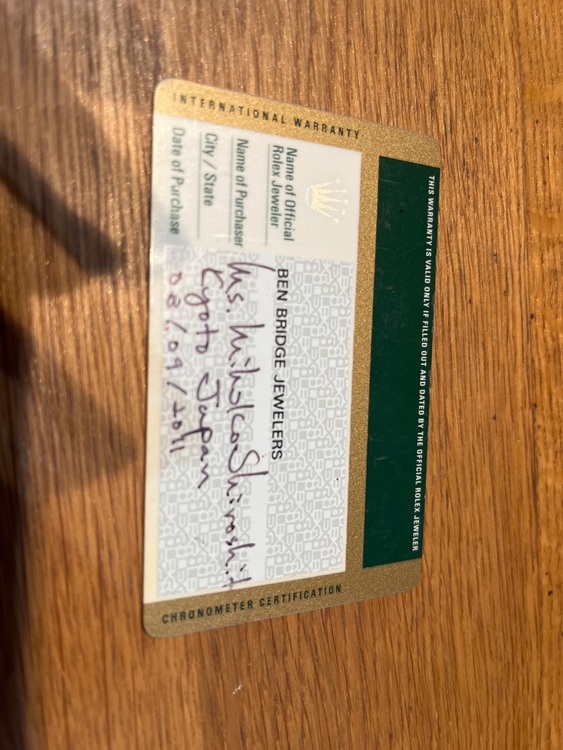 INTERNATIONAL WARRANTY
THIS WARRANTY IS VALID ONLY IF FILLED OUT AND DATED BY THE OFFICIAL ROLEX JEWELER
Name of Official
Rolex Jeweler
BEN BRIDGE JEWELERS
Name of Purchaser
Ms.
City / State
Kyoto Japan
Date of Purchase
08/09/2011
CHRONOMETER CERTIFICATION